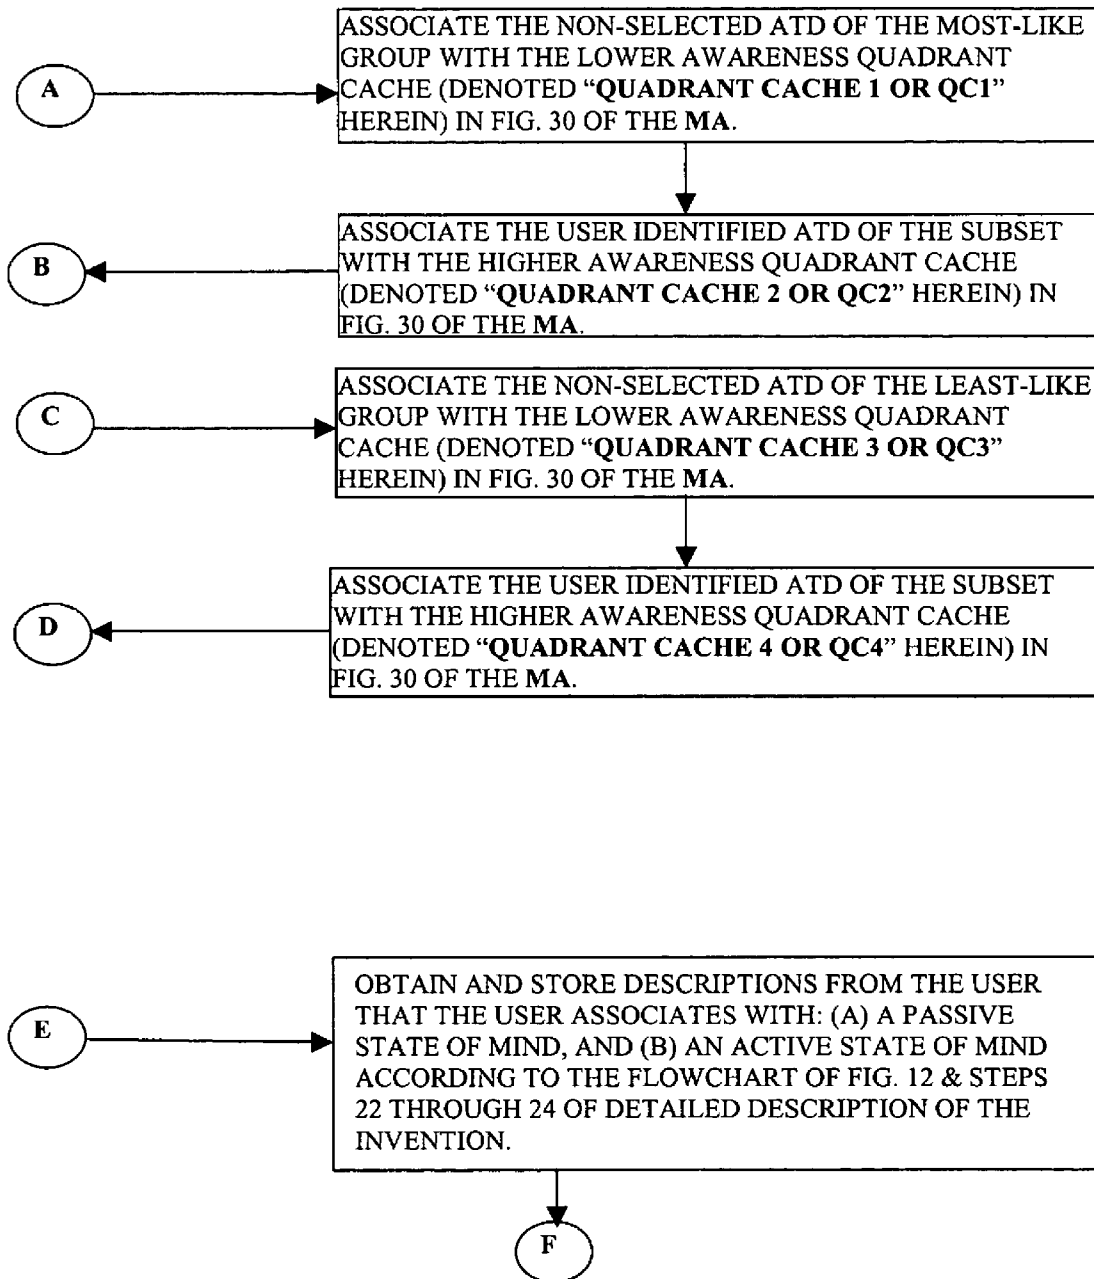 ASSOCIATE THE NON-SELECTED ATD OF THE MOST-LIKE
GROUP WITH THE LOWER AWARENESS QUADRANT
A
CACHE (DENOTED “QUADRANT CACHE 1 OR QC1”
HEREIN) IN FIG. 30 OF THE MA.
ASSOCIATE THE USER IDENTIFIED ATD OF THE SUBSET
B
WITH THE HIGHER AWARENESS QUADRANT CACHE
(DENOTED “QUADRANT CACHE 2 OR QC2” HEREIN) IN
FIG. 30 OF THE MA.
ASSOCIATE THE NON-SELECTED ATD OF THE LEAST-LIKE
C
GROUP WITH THE LOWER AWARENESS QUADRANT
CACHE (DENOTED “QUADRANT CACHE 3 OR QC3”
HEREIN) IN FIG. 30 OF THE MA.
ASSOCIATE THE USER IDENTIFIED ATD OF THE SUBSET
D
WITH THE HIGHER AWARENESS QUADRANT CACHE
(DENOTED “QUADRANT CACHE 4 OR QC4” HEREIN) IN
FIG. 30 OF THE MA.
OBTAIN AND STORE DESCRIPTIONS FROM THE USER
E
THAT THE USER ASSOCIATES WITH: (A) A PASSIVE
STATE OF MIND, AND (B) AN ACTIVE STATE OF MIND
ACCORDING TO THE FLOWCHART OF FIG. 12 & STEPS
22 THROUGH 24 OF DETAILED DESCRIPTION OF THE
INVENTION.
F